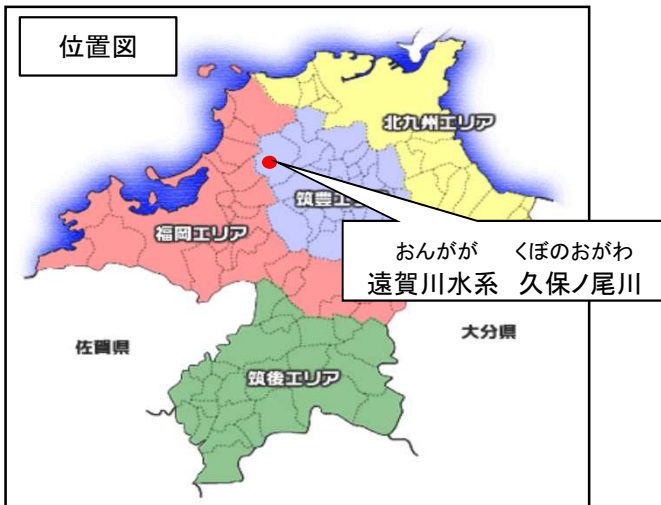 位置図
北九州エリア
筑豊エリア
福岡エリア
おんがが くぼのおがわ
遠賀川水系 久保ノ尾川
佐賀県
大分県
筑後エリア